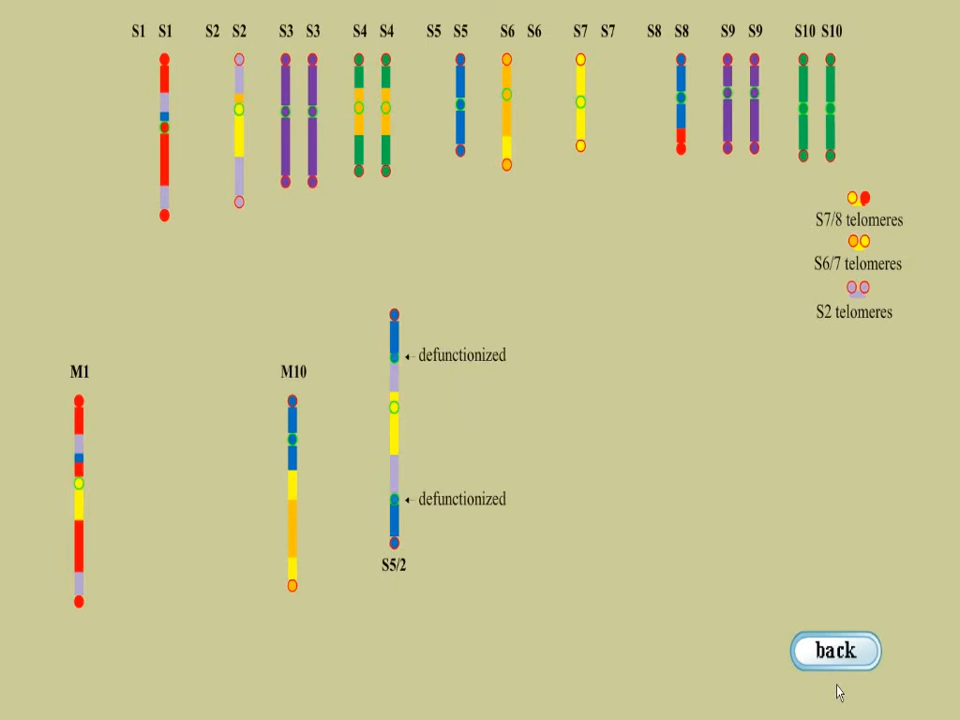 S1 S1 S2 S2 S3 S3 S4 S4 S5 S5 S6 S6 S7 S7 S8 S8 S9 S9 S10 S10
S7/8 telomeres
S6/7 telomeres
S2 telomeres
defunctionized
M1 M10
defunctionized
S5/2
back